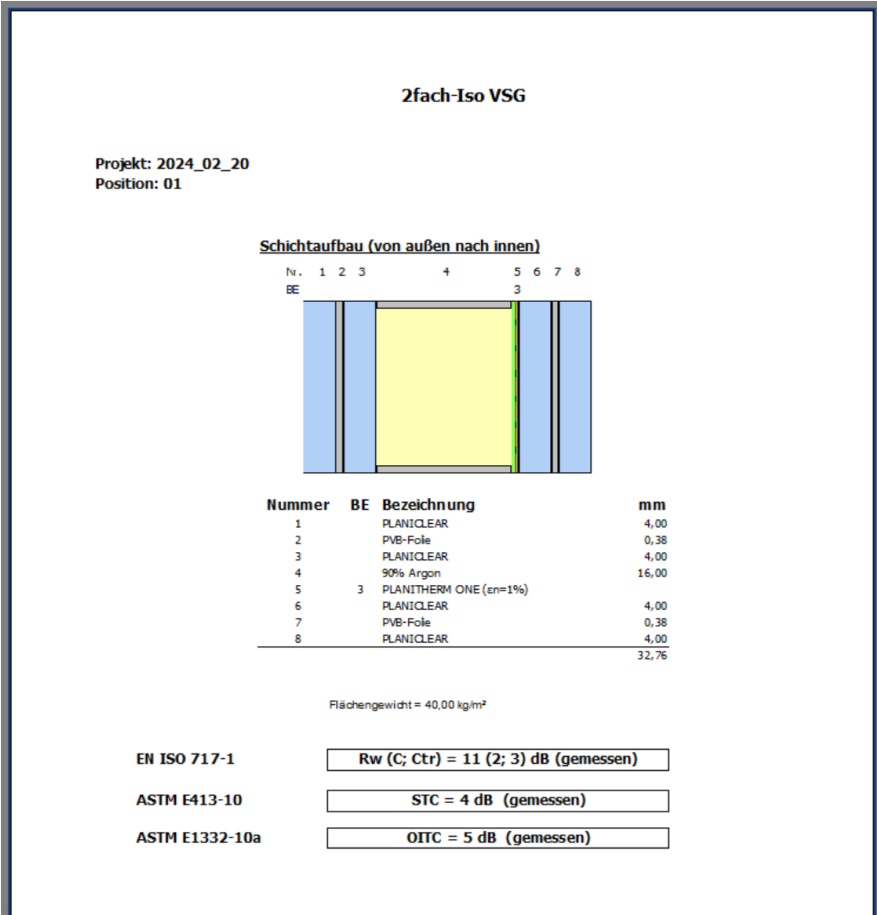 2fach-Iso VSG
Projekt: 2024_02_20
Position: 01
Schichtaufbau (von außen nach innen)
Nr. 1 2 3 4 5 6 7 8
BE 3
Nummer BE Bezeichnung mm
1 PLANICLEAR 4,00
2 PVB-Folie 0,38
3 PLANICLEAR 4,00
4 90% Argon 16,00
5 3 PLANITHERM ONE (εn=1%)
6 PLANICLEAR 4,00
7 PVB-Folie 0,38
8 PLANICLEAR 4,00
32,76
Flächengewicht = 40,00 kg/m²
EN ISO 717-1 Rw (C; Ctr) = 11 (2; 3) dB (gemessen)
ASTM E413-10 STC = 4 dB (gemessen)
ASTM E1332-10a OITC = 5 dB (gemessen)